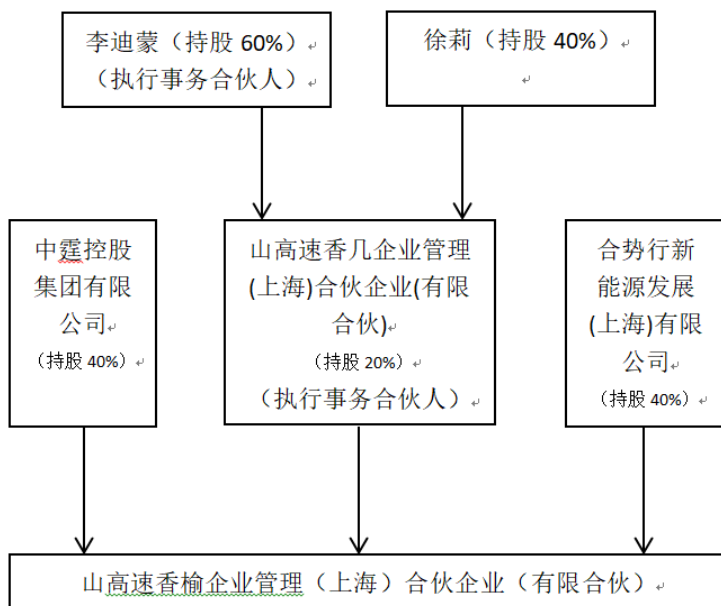 李迪蒙（持股 60%）
（执行事务合伙人）
徐莉（持股 40%）
中霆控股
集团有限
公司
（持股 40%）
山高速香几企业管理
(上海)合伙企业(有限
合伙)
（持股 20%）
（执行事务合伙人）
合势行新
能源发展
(上海)有限
公司
（持股 40%）
山高速香榆企业管理（上海）合伙企业（有限合伙）